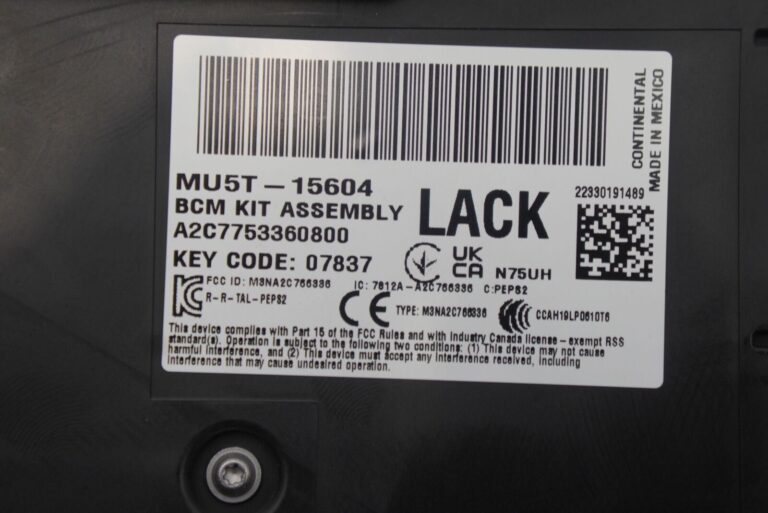 CONTINENTAL
MADE IN MEXICO
MU5T-15604
BCM KIT ASSEMBLY
LACK
22330191489
A2C7753360800
KEY CODE: 07837
UK
CA
N75UH
FCC ID: M3NA2C766336
IC: 7812A-A2C766336
C:PEPS2
R-R-TAL-PEPS2
CE
TYPE: M3NA2C766336
CCAH19LP0610T6
This device complies with Part 15 of the FCC Rules and with Industry Canada license - exempt RSS
standard(s). Operation is subject to the following two conditions: (1) This device may not cause
harmful interference, and (2) This device must accept any interference received, including
interference that may cause undesired operation.